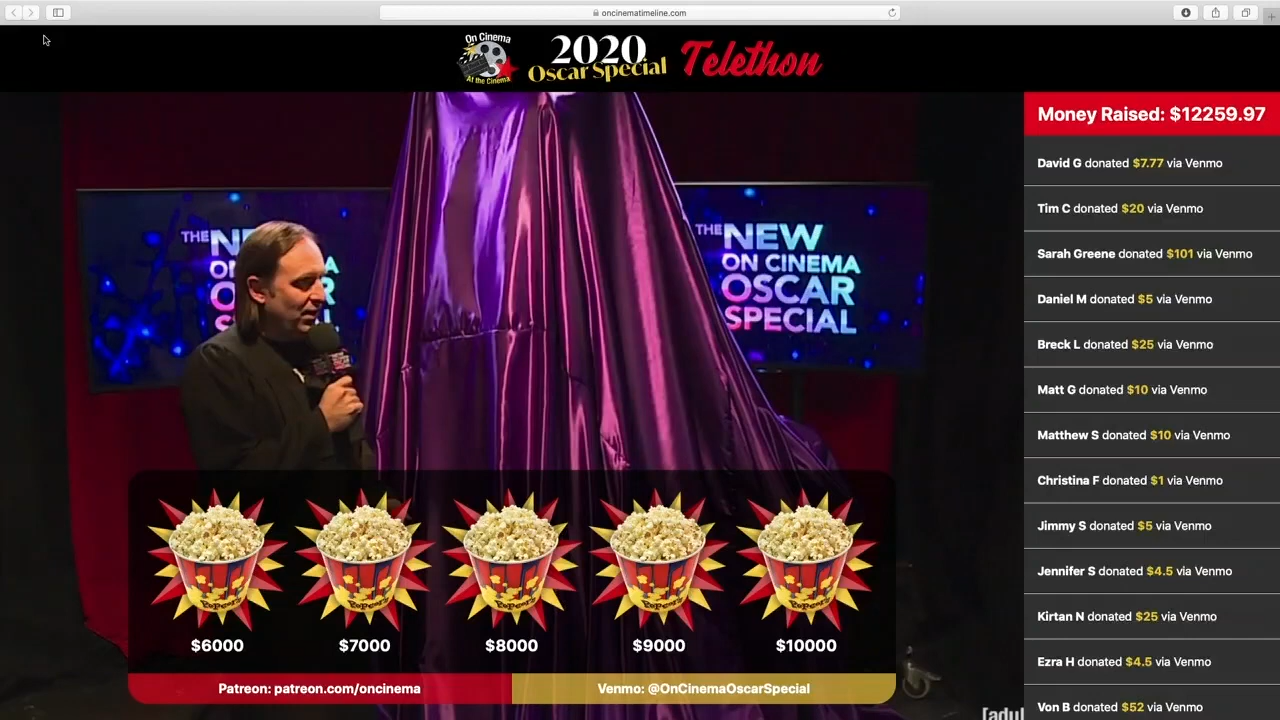 oncinematimeline.com
On Cinema
At the Cinema
2020
Oscar Special
Telethon
Money Raised: $12259.97
David G donated $7.77 via Venmo
Tim C donated $20 via Venmo
Sarah Greene donated $101 via Venmo
Daniel M donated $5 via Venmo
Breck L donated $25 via Venmo
Matt G donated $10 via Venmo
Matthew S donated $10 via Venmo
Christina F donated $1 via Venmo
Jimmy S donated $5 via Venmo
Jennifer S donated $4.5 via Venmo
Kirtan N donated $25 via Venmo
Ezra H donated $4.5 via Venmo
Von B donated $52 via Venmo
THE NEW
ON CINEMA
OSCAR
SPECIAL
$6000
$7000
$8000
$9000
$10000
Patreon: patreon.com/oncinema
Venmo: @OnCinemaOscarSpecial
[adul